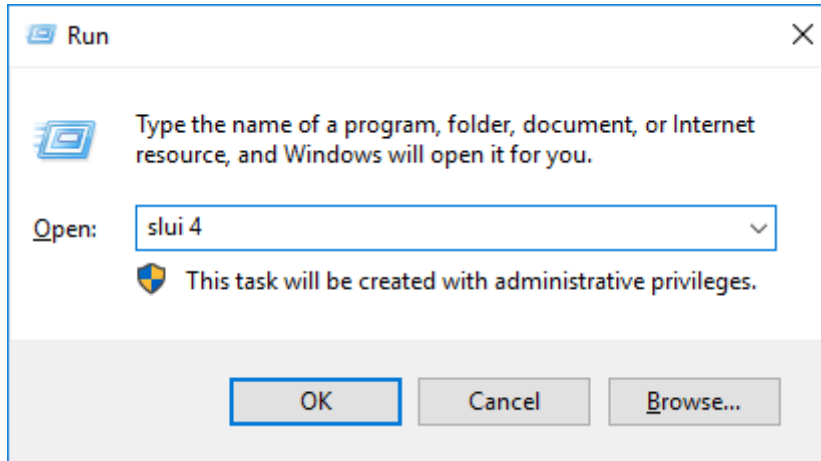 Run
Type the name of a program, folder, document, or Internet
resource, and Windows will open it for you.
Open: slui 4
This task will be created with administrative privileges.
OK Cancel Browse...